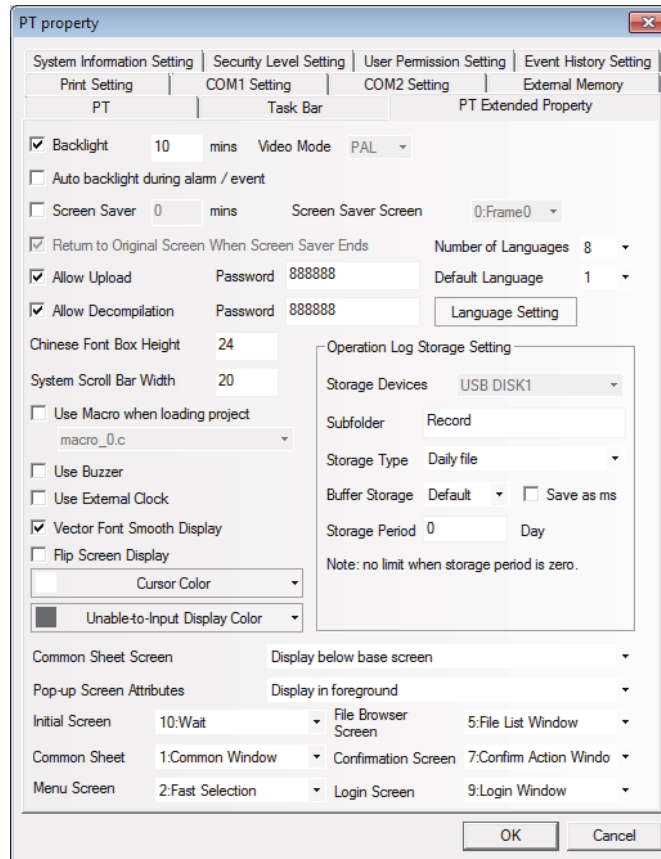 PT property
System Information Setting Security Level Setting User Permission Setting Event History Setting
Print Setting COM1 Setting COM2 Setting External Memory
PT Task Bar PT Extended Property
Backlight 10 mins Video Mode PAL
Auto backlight during alarm / event
Screen Saver 0 mins Screen Saver Screen 0:Frame0
Return to Original Screen When Screen Saver Ends Number of Languages 8
Allow Upload Password 888888 Default Language 1
Allow Decompilation Password 888888 Language Setting
Chinese Font Box Height 24
System Scroll Bar Width 20
Use Macro when loading project
macro_0.c
Use Buzzer
Use External Clock
Vector Font Smooth Display
Flip Screen Display
Cursor Color
Unable-to-Input Display Color
Operation Log Storage Setting
Storage Devices USB DISK1
Subfolder Record
Storage Type Daily file
Buffer Storage Default Save as ms
Storage Period 0 Day
Note: no limit when storage period is zero.
Common Sheet Screen Display below base screen
Pop-up Screen Attributes Display in foreground
Initial Screen 10:Wait File Browser Screen 5:File List Window
Common Sheet 1:Common Window Confirmation Screen 7:Confirm Action Windo
Menu Screen 2:Fast Selection Login Screen 9:Login Window
OK Cancel